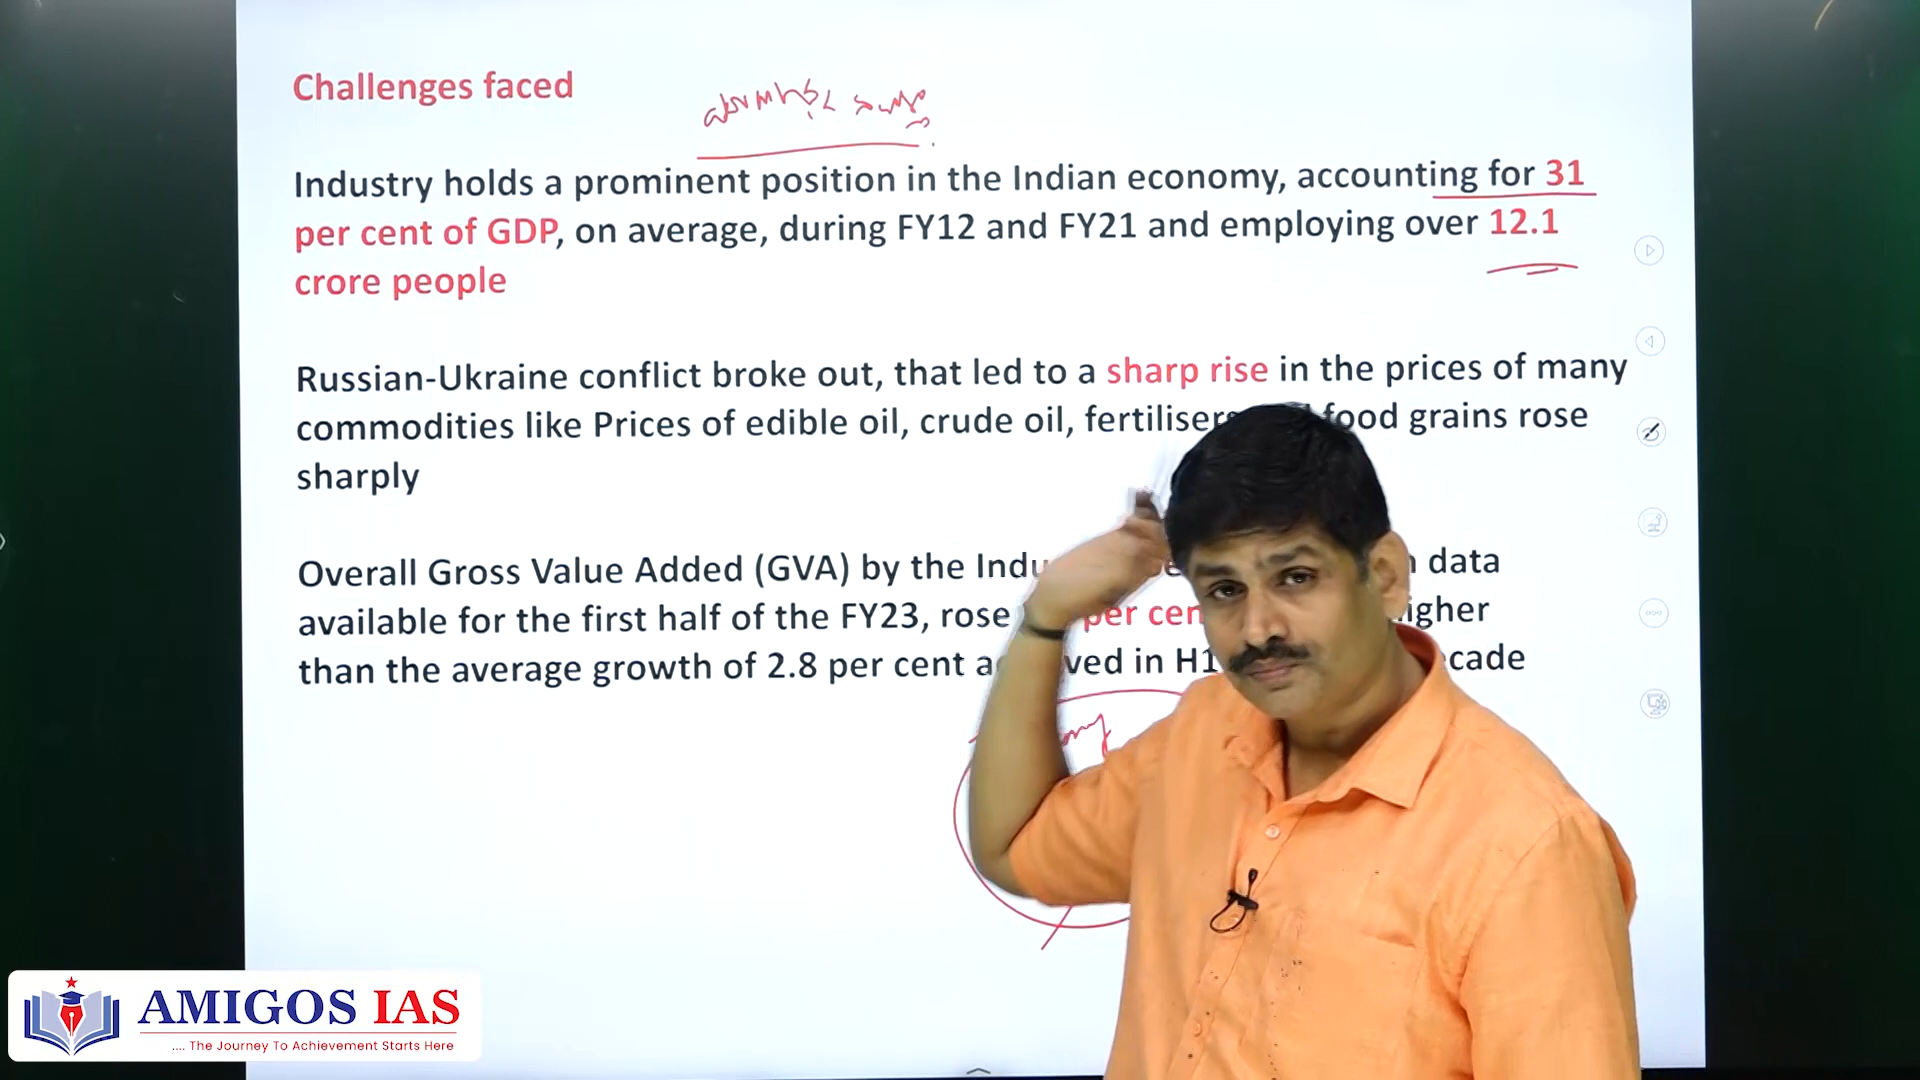 Challenges faced
Industry holds a prominent position in the Indian economy, accounting for 31
per cent of GDP, on average, during FY12 and FY21 and employing over 12.1
crore people
Russian-Ukraine conflict broke out, that led to a sharp rise in the prices of many
commodities like Prices of edible oil, crude oil, fertilisers food grains rose
sharply
Overall Gross Value Added (GVA) by the data
available for the first half of the FY23, rose per cent
than the average growth of 2.8 per cent in H1
AMIGOS IAS
.... The Journey To Achievement Starts Here